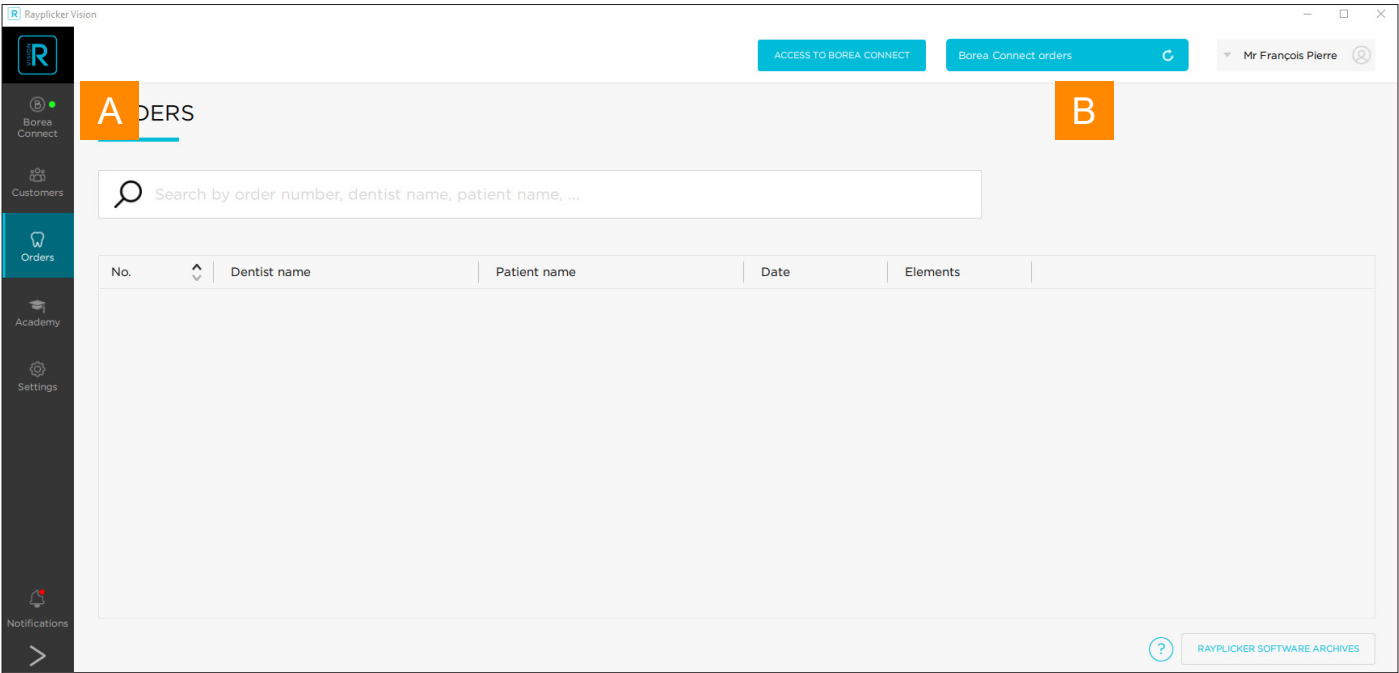 R Rayplicker Vision
VISION R
ACCESS TO BOREA CONNECT
Borea Connect orders
Mr François Pierre
B
Borea
Connect
A
DERS
B
Customers
Search by order number, dentist name, patient name, ...
Orders
No.
Dentist name
Patient name
Date
Elements
Academy
Settings
Notifications
?
RAYPLICKER SOFTWARE ARCHIVES